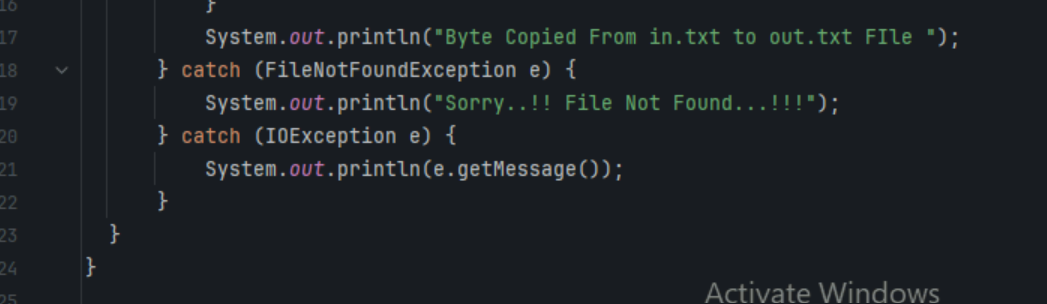 16 }
17 System.out.println("Byte Copied From in.txt to out.txt FIle ");
18 } catch (FileNotFoundException e) {
19 System.out.println("Sorry..!! File Not Found...!!!");
20 } catch (IOException e) {
21 System.out.println(e.getMessage());
22 }
23 }
24 }
25
Activate Windows